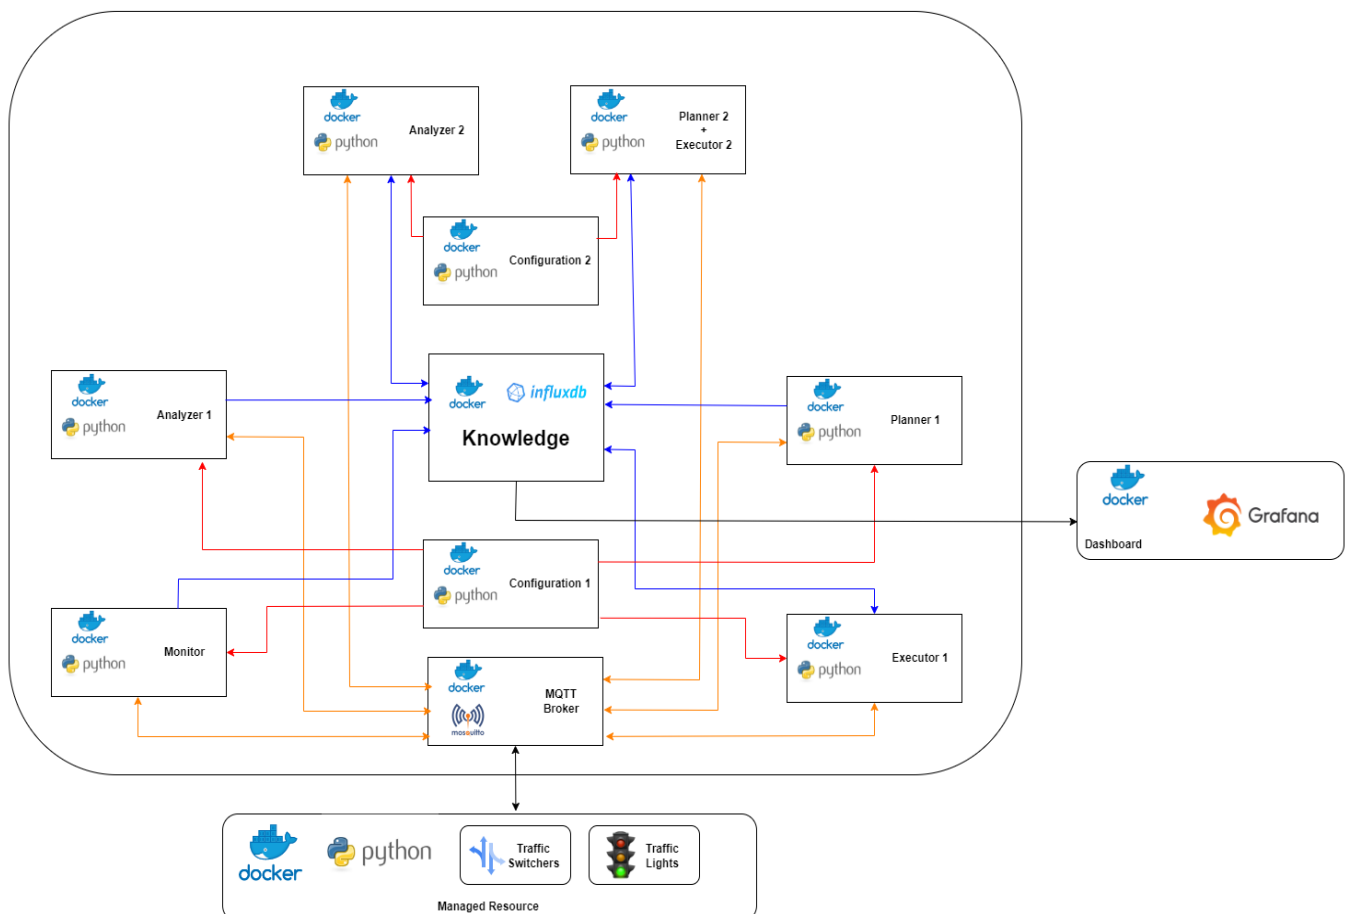 docker
python
Analyzer 2
docker
python
Planner 2
+
Executor 2
docker
python
Configuration 2
docker
python
Analyzer 1
docker
influxdb
Knowledge
docker
python
Planner 1
docker
Grafana
Dashboard
docker
python
Configuration 1
docker
python
Monitor
docker
python
Executor 1
docker
mosquitto
MQTT
Broker
docker
python
Traffic
Switchers
Traffic
Lights
Managed Resource